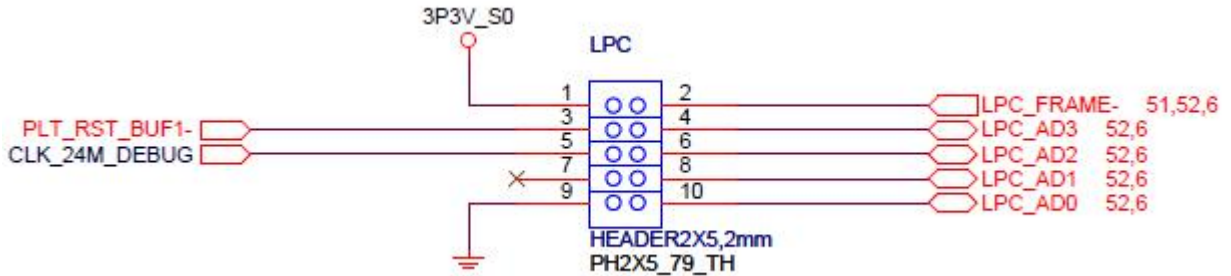 3P3V_S0
LPC
1 2 LPC_FRAME- 51,52,6
PLT_RST_BUF1- 3 4 LPC_AD3 52,6
CLK_24M_DEBUG 5 6 LPC_AD2 52,6
7 8 LPC_AD1 52,6
9 10 LPC_AD0 52,6
HEADER2X5,2mm
PH2X5_79_TH